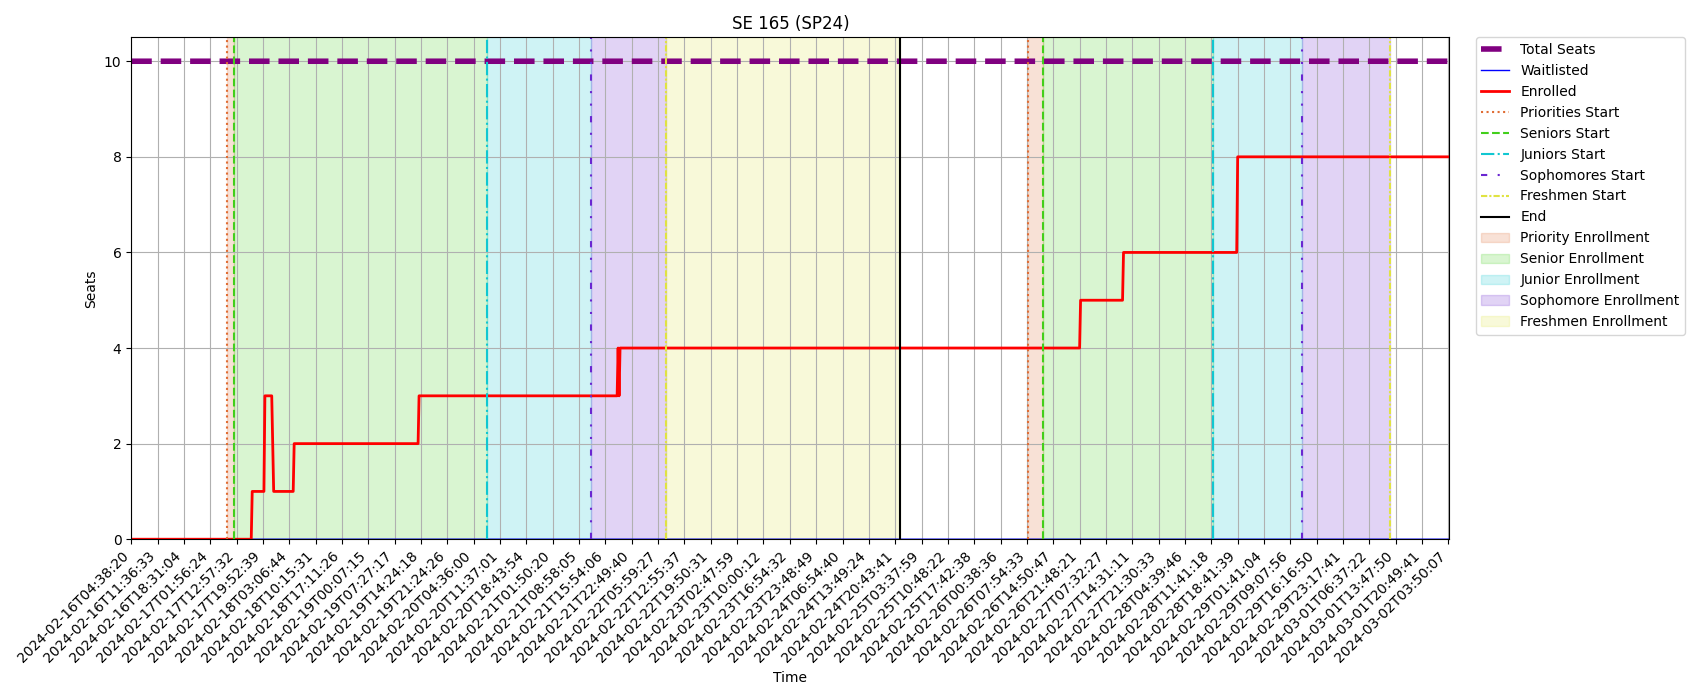 SE 165 (SP24)
10
8
6
4
2
0
Seats
2024-02-16T04:38:20
2024-02-16T11:36:33
2024-02-16T18:31:04
2024-02-17T01:56:24
2024-02-17T12:57:32
2024-02-17T19:52:39
2024-02-18T03:06:44
2024-02-18T10:15:31
2024-02-18T17:11:26
2024-02-19T00:07:15
2024-02-19T07:27:17
2024-02-19T14:24:18
2024-02-19T21:24:26
2024-02-20T04:36:00
2024-02-20T11:37:01
2024-02-20T18:43:54
2024-02-21T01:50:20
2024-02-21T08:58:05
2024-02-21T15:54:06
2024-02-21T22:49:40
2024-02-22T05:59:27
2024-02-22T12:55:37
2024-02-22T19:50:31
2024-02-23T02:47:59
2024-02-23T10:00:12
2024-02-23T16:54:32
2024-02-23T23:48:49
2024-02-24T06:54:40
2024-02-24T13:49:24
2024-02-24T20:43:41
2024-02-25T03:37:59
2024-02-25T10:48:22
2024-02-25T17:42:38
2024-02-26T00:38:36
2024-02-26T07:54:33
2024-02-26T14:50:47
2024-02-26T21:48:21
2024-02-27T07:32:27
2024-02-27T14:31:11
2024-02-27T21:30:33
2024-02-28T04:39:46
2024-02-28T11:41:18
2024-02-28T18:41:39
2024-02-29T01:41:04
2024-02-29T09:07:56
2024-02-29T16:16:50
2024-02-29T23:17:41
2024-03-01T06:37:22
2024-03-01T13:47:50
2024-03-01T20:49:41
2024-03-02T03:50:07
Time
Total Seats
Waitlisted
Enrolled
Priorities Start
Seniors Start
Juniors Start
Sophomores Start
Freshmen Start
End
Priority Enrollment
Senior Enrollment
Junior Enrollment
Sophomore Enrollment
Freshmen Enrollment